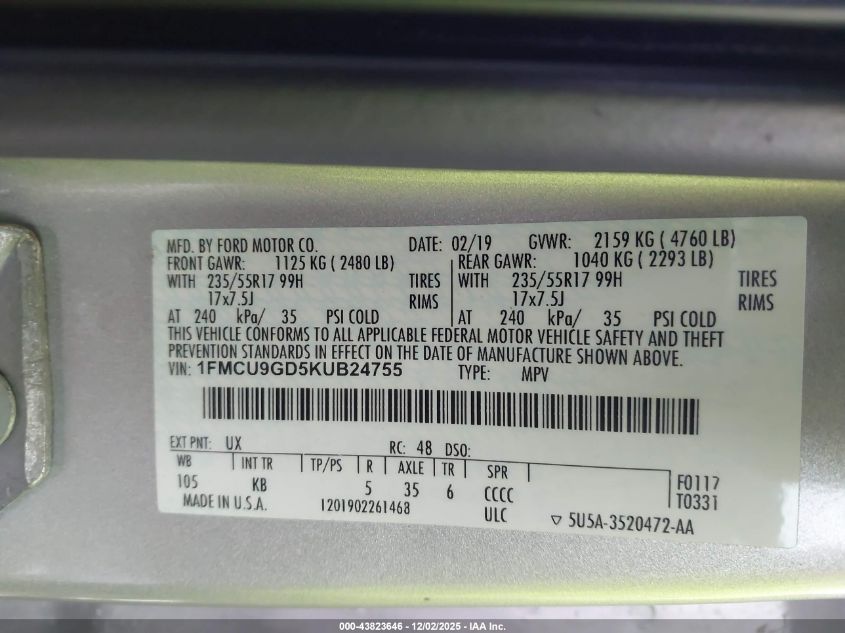 MFD. BY FORD MOTOR CO. DATE: 02/19 GVWR: 2159 KG ( 4760 LB)
FRONT GAWR: 1125 KG ( 2480 LB) REAR GAWR: 1040 KG ( 2293 LB)
WITH 235/55R17 99H TIRES WITH 235/55R17 99H TIRES
17x7.5J RIMS 17x7.5J RIMS
AT 240 kPa/ 35 PSI COLD AT 240 kPa/ 35 PSI COLD
THIS VEHICLE CONFORMS TO ALL APPLICABLE FEDERAL MOTOR VEHICLE SAFETY AND THEFT
PREVENTION STANDARDS IN EFFECT ON THE DATE OF MANUFACTURE SHOWN ABOVE.
VIN: 1FMCU9GD5KUB24755 TYPE: MPV
EXT PNT: UX RC: 48 DSO:
WB INT TR TP/PS R AXLE TR SPR
105 KB 5 35 6 CCCC F0117
MADE IN U.S.A. 1201902261468 ULC T0331
▽ 5U5A-3520472-AA
000-43823646 - 12/02/2025 - IAA Inc.